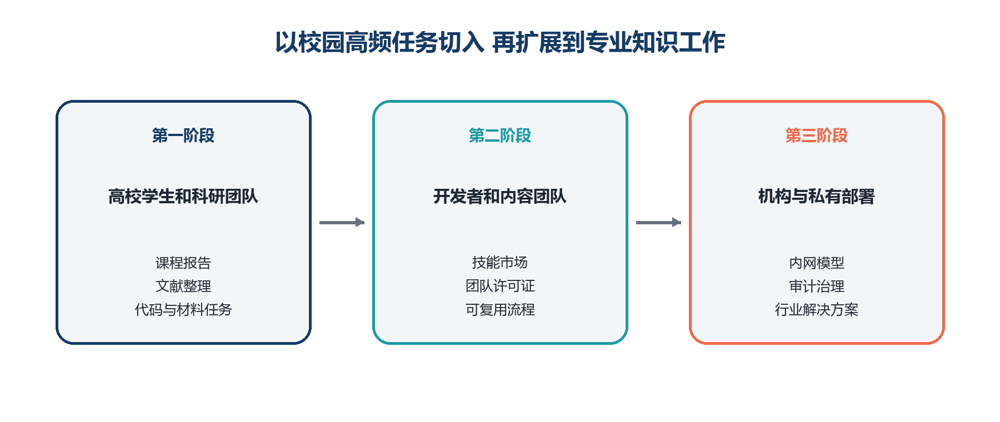 以校园高频任务切入 再扩展到专业知识工作
第一阶段
高校学生和科研团队
课程报告
文献整理
代码与材料任务
第二阶段
开发者和内容团队
技能市场
团队许可证
可复用流程
第三阶段
机构与私有部署
内网模型
审计治理
行业解决方案